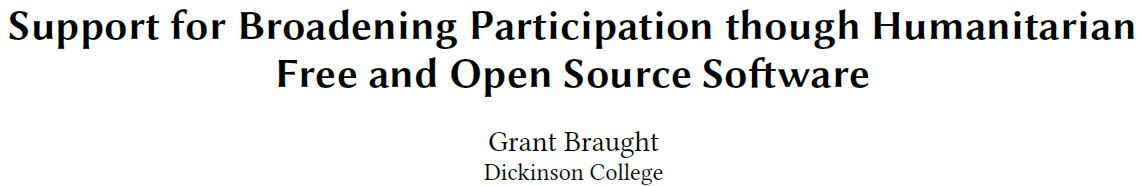 Support for Broadening Participation though Humanitarian
Free and Open Source Software
Grant Braught
Dickinson College